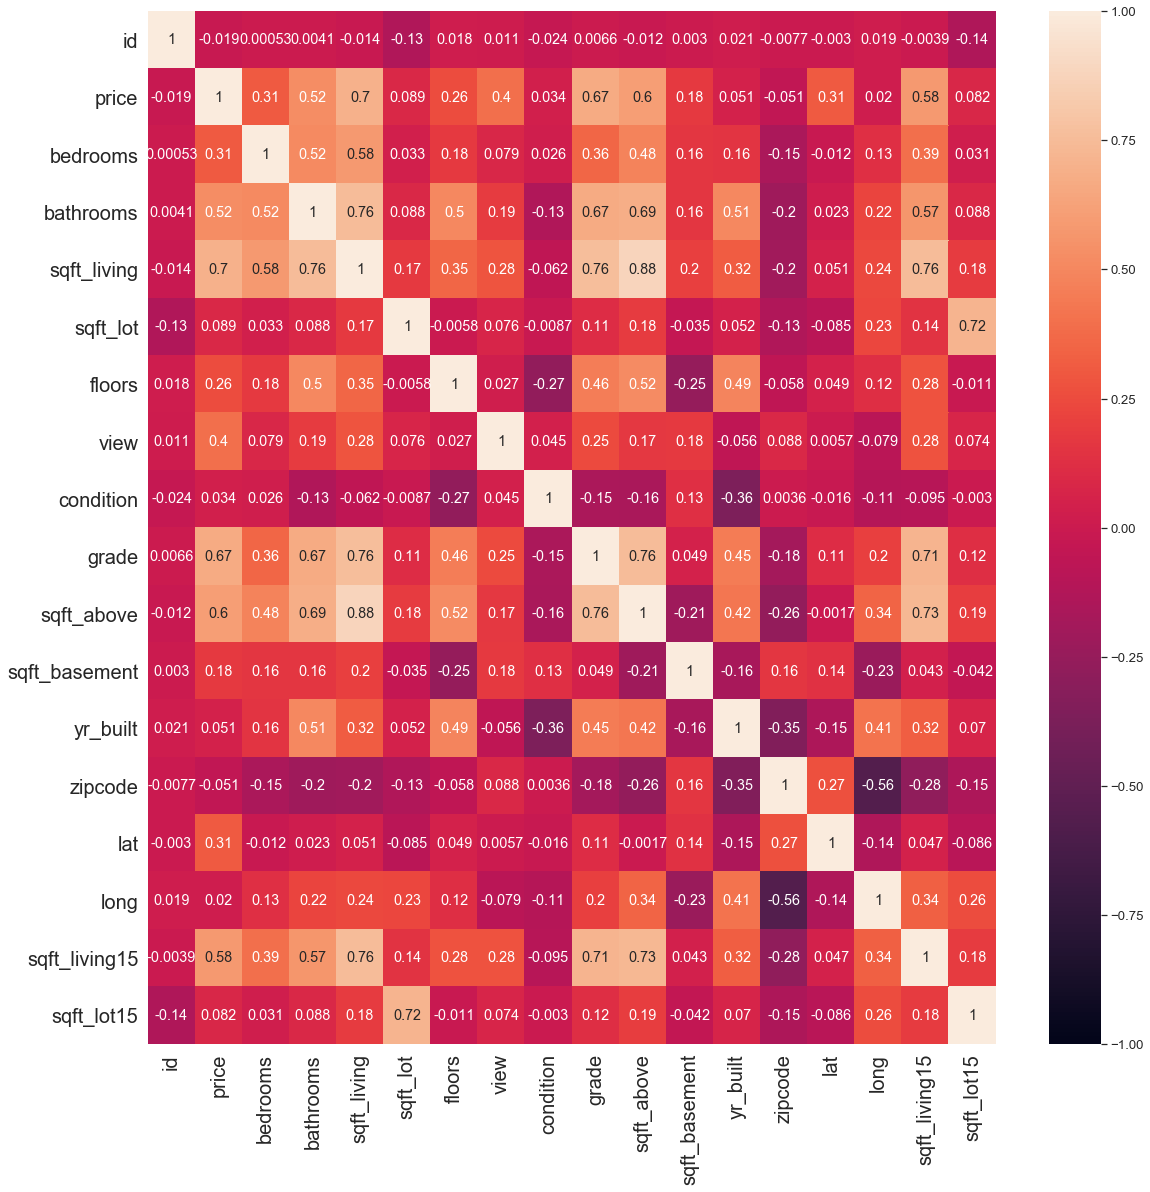 id 1 -0.019 0.00053 0.0041 -0.014 -0.13 0.018 0.011 -0.024 0.0066 -0.012 0.003 0.021 -0.0077 -0.003 0.019 -0.0039 -0.14
price -0.019 1 0.31 0.52 0.7 0.089 0.26 0.4 0.034 0.67 0.6 0.18 0.051 -0.051 0.31 0.02 0.58 0.082
bedrooms 0.00053 0.31 1 0.52 0.58 0.033 0.18 0.079 0.026 0.36 0.48 0.16 0.16 -0.15 -0.012 0.13 0.39 0.031
bathrooms 0.0041 0.52 0.52 1 0.76 0.088 0.5 0.19 -0.13 0.67 0.69 0.16 0.51 -0.2 0.023 0.22 0.57 0.088
sqft_living -0.014 0.7 0.58 0.76 1 0.17 0.35 0.28 -0.062 0.76 0.88 0.2 0.32 -0.2 0.051 0.24 0.76 0.18
sqft_lot -0.13 0.089 0.033 0.088 0.17 1 -0.0058 0.076 -0.0087 0.11 0.18 -0.035 0.052 -0.13 -0.085 0.23 0.14 0.72
floors 0.018 0.26 0.18 0.5 0.35 -0.0058 1 0.027 -0.27 0.46 0.52 -0.25 0.49 -0.058 0.049 0.12 0.28 -0.011
view 0.011 0.4 0.079 0.19 0.28 0.076 0.027 1 0.045 0.25 0.17 0.18 -0.056 0.088 0.0057 -0.079 0.28 0.074
condition -0.024 0.034 0.026 -0.13 -0.062 -0.0087 -0.27 0.045 1 -0.15 -0.16 0.13 -0.36 0.0036 -0.016 -0.11 -0.095 -0.003
grade 0.0066 0.67 0.36 0.67 0.76 0.11 0.46 0.25 -0.15 1 0.76 0.049 0.45 -0.18 0.11 0.2 0.71 0.12
sqft_above -0.012 0.6 0.48 0.69 0.88 0.18 0.52 0.17 -0.16 0.76 1 -0.21 0.42 -0.26 -0.0017 0.34 0.73 0.19
sqft_basement 0.003 0.18 0.16 0.16 0.2 -0.035 -0.25 0.18 0.13 0.049 -0.21 1 -0.16 0.16 0.14 -0.23 0.043 -0.042
yr_built 0.021 0.051 0.16 0.51 0.32 0.052 0.49 -0.056 -0.36 0.45 0.42 -0.16 1 -0.35 -0.15 0.41 0.32 0.07
zipcode -0.0077 -0.051 -0.15 -0.2 -0.2 -0.13 -0.058 0.088 0.0036 -0.18 -0.26 0.16 -0.35 1 0.27 -0.56 -0.28 -0.15
lat -0.003 0.31 -0.012 0.023 0.051 -0.085 0.049 0.0057 -0.016 0.11 -0.0017 0.14 -0.15 0.27 1 -0.14 0.047 -0.086
long 0.019 0.02 0.13 0.22 0.24 0.23 0.12 -0.079 -0.11 0.2 0.34 -0.23 0.41 -0.56 -0.14 1 0.34 0.26
sqft_living15 -0.0039 0.58 0.39 0.57 0.76 0.14 0.28 0.28 -0.095 0.71 0.73 0.043 0.32 -0.28 0.047 0.34 1 0.18
sqft_lot15 -0.14 0.082 0.031 0.088 0.18 0.72 -0.011 0.074 -0.003 0.12 0.19 -0.042 0.07 -0.15 -0.086 0.26 0.18 1
id price bedrooms bathrooms sqft_living sqft_lot floors view condition grade sqft_above sqft_basement yr_built zipcode lat long sqft_living15 sqft_lot15
1.00
0.75
0.50
0.25
0.00
−0.25
−0.50
−0.75
−1.00